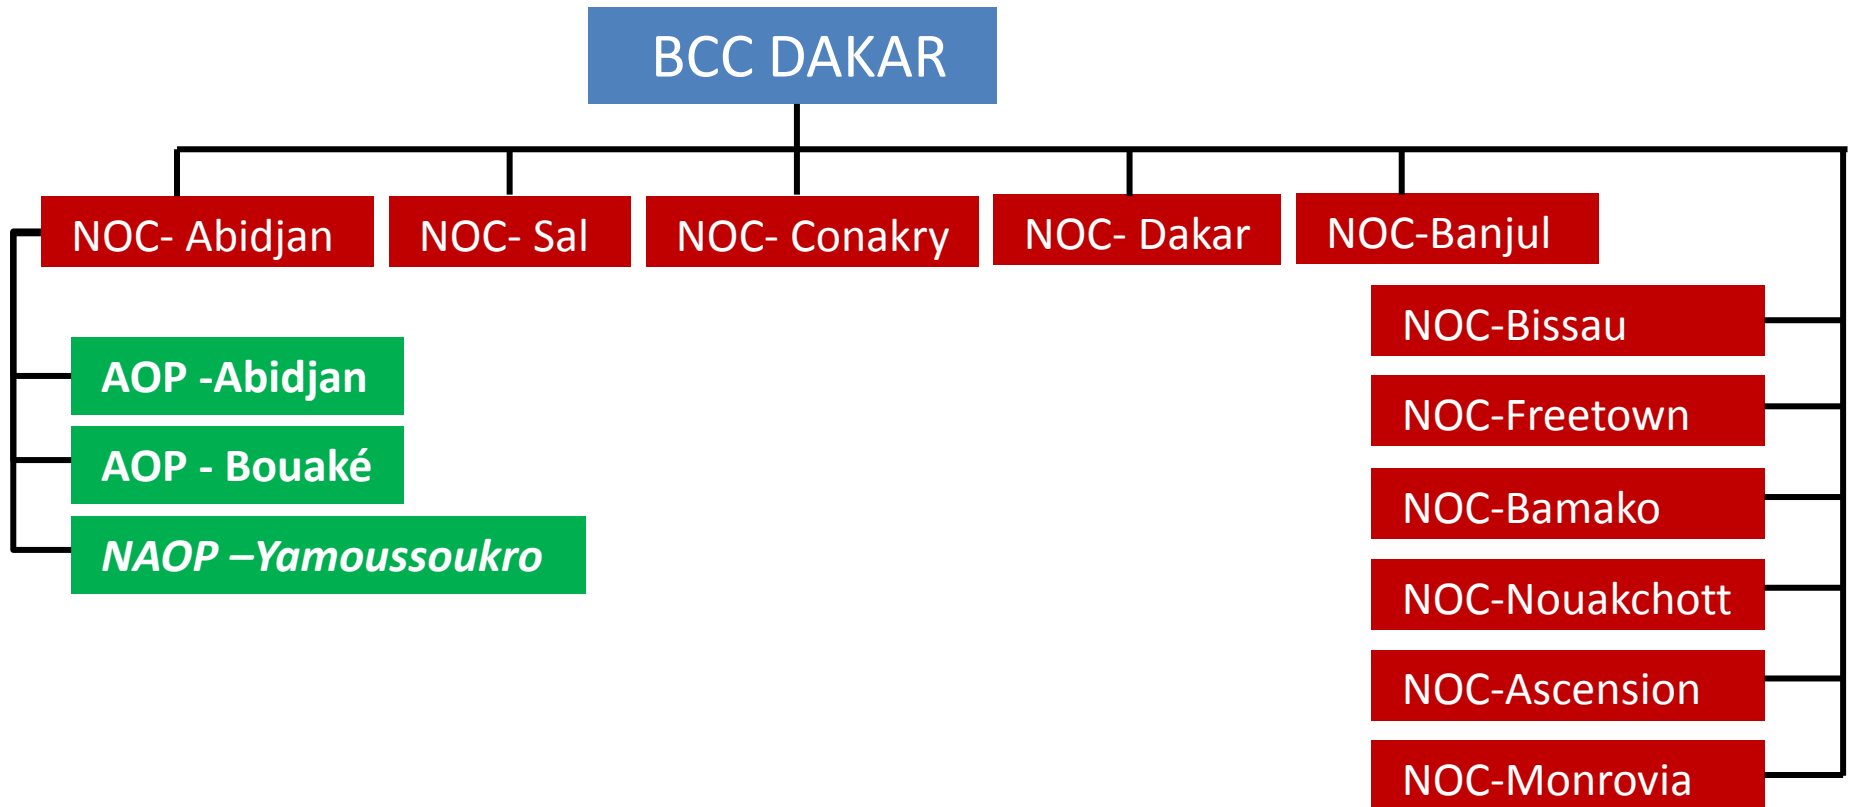 BCC DAKAR
NOC- Abidjan
NOC- Sal
NOC- Conakry
NOC- Dakar
NOC-Banjul
AOP -Abidjan
AOP - Bouaké
NAOP –Yamoussoukro
NOC-Bissau
NOC-Freetown
NOC-Bamako
NOC-Nouakchott
NOC-Ascension
NOC-Monrovia